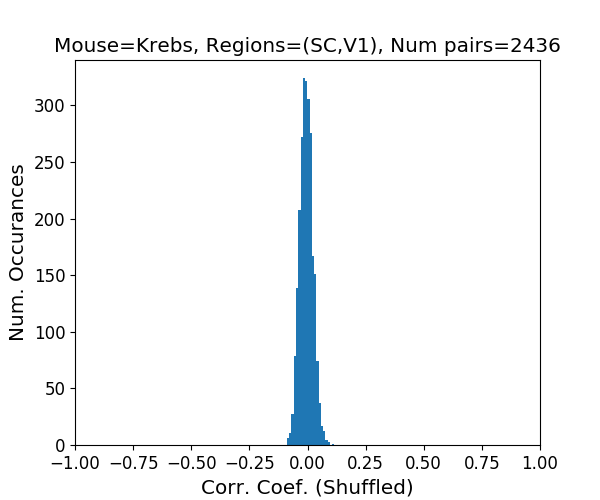 Mouse=Krebs, Regions=(SC,V1), Num pairs=2436
Num. Occurances
300
250
200
150
100
50
0
−1.00 −0.75 −0.50 −0.25 0.00 0.25 0.50 0.75 1.00
Corr. Coef. (Shuffled)